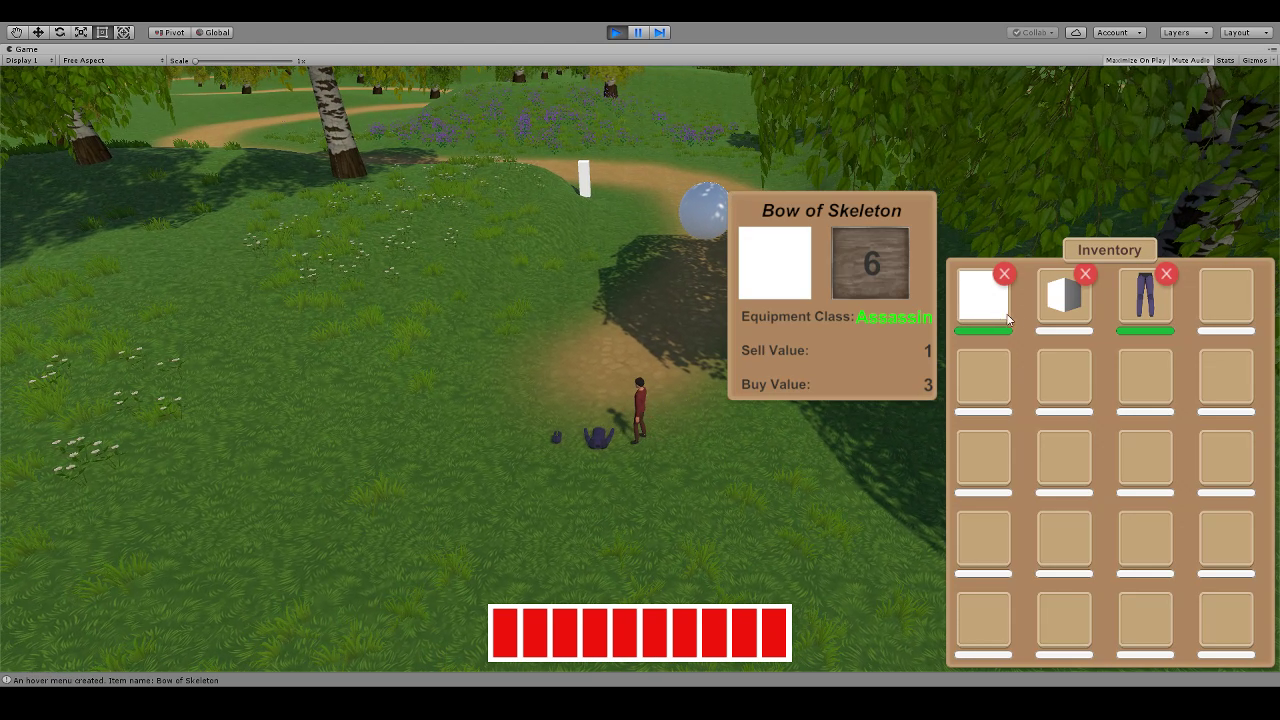 Pivot Global Collab Account Layers Layout
Game
Display 1 Free Aspect Scale 1x Maximize On Play Mute Audio Stats Gizmos
Bow of Skeleton
6
Equipment Class: Assassin
Sell Value: 1
Buy Value: 3
Inventory
An hover menu created. Item name: Bow of Skeleton